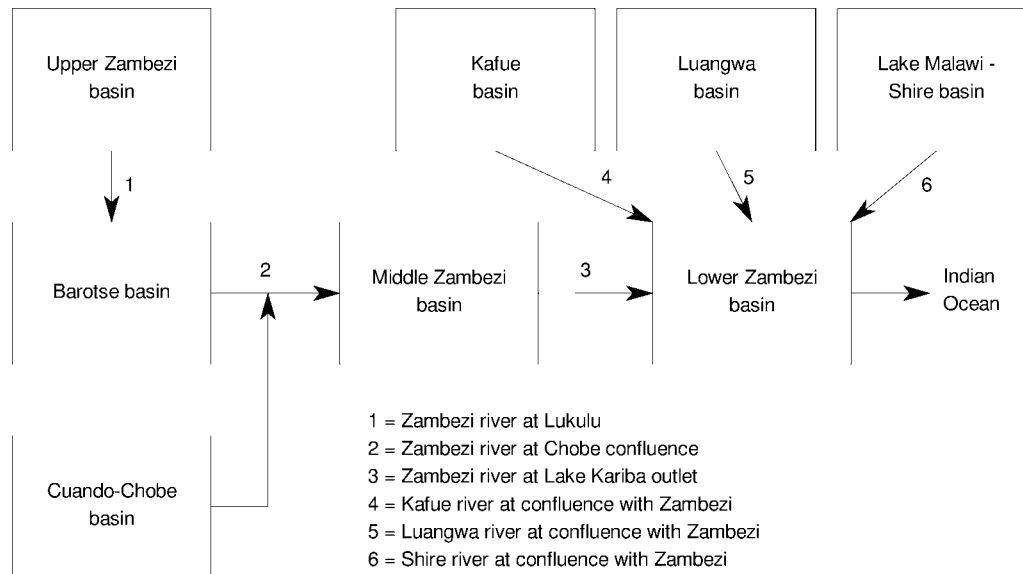 Upper Zambezi
basin
Kafue
basin
Luangwa
basin
Lake Malawi -
Shire basin
1
4
5
6
Barotse basin
2
Middle Zambezi
basin
3
Lower Zambezi
basin
Indian
Ocean
Cuando-Chobe
basin
1 = Zambezi river at Lukulu
2 = Zambezi river at Chobe confluence
3 = Zambezi river at Lake Kariba outlet
4 = Kafue river at confluence with Zambezi
5 = Luangwa river at confluence with Zambezi
6 = Shire river at confluence with Zambezi